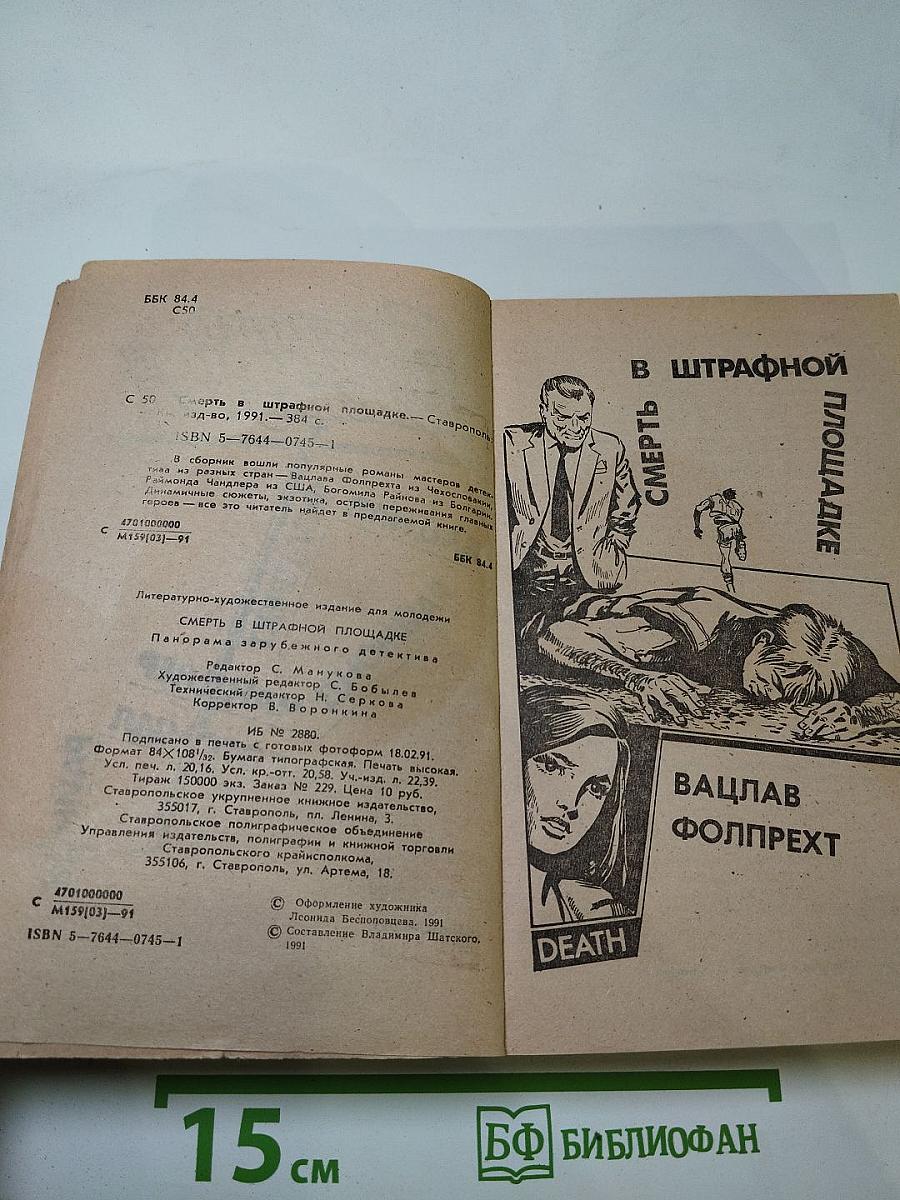 ББК 84.4
С50
С 50 Смерть в штрафной площадке.— Ставрополь:
Кн. изд-во, 1991.— 384 с.
ISBN 5—7644—0745—1
В сборник вошли популярные романы мастеров детек-
тива из разных стран — Вацлава Фолпрехта из Чехословакии,
Раймонда Чандлера из США, Богомила Райнова из Болгарии.
Динамичные сюжеты, экзотика, острые переживания главных
героев — все это читатель найдет в предлагаемой книге.
С 4701000000
М159(03)—91
ББК 84.4
Литературно-художественное издание для молодежи
СМЕРТЬ В ШТРАФНОЙ ПЛОЩАДКЕ
Панорама зарубежного детектива
Редактор С. Манукова
Художественный редактор С. Бобылев
Технический редактор Н. Серкова
Корректор В. Воронкина
ИБ № 2880.
Подписано в печать с готовых фотоформ 18.02.91.
Формат 84×108 1/32. Бумага типографская. Печать высокая.
Усл. печ. л. 20,16. Усл. кр.-отт. 20,58. Уч.-изд. л. 22,39.
Тираж 150000 экз. Заказ № 229. Цена 10 руб.
Ставропольское укрупненное книжное издательство,
355017, г. Ставрополь, пл. Ленина, 3.
Ставропольское полиграфическое объединение
Управления издательств, полиграфии и книжной торговли
Ставропольского крайисполкома,
355106, г. Ставрополь, ул. Артема, 18.
С 4701000000
М159(03)—91
ISBN 5—7644—0745—1
© Оформление художника
Леонида Беспоповцева, 1991
© Составление Владимира Шатского,
1991
СМЕРТЬ
В ШТРАФНОЙ
ПЛОЩАДКЕ
ВАЦЛАВ
ФОЛПРЕХТ
DEATH
15 см
БФ БИБЛИОФАН